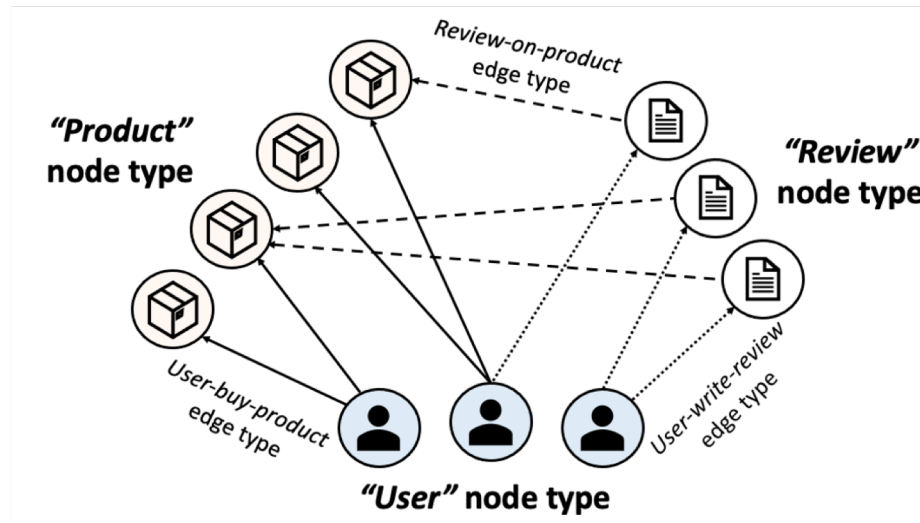 Review-on-product
edge type
“Product”
node type
“Review”
node type
User-buy-product
edge type
User-write-review
edge type
“User” node type